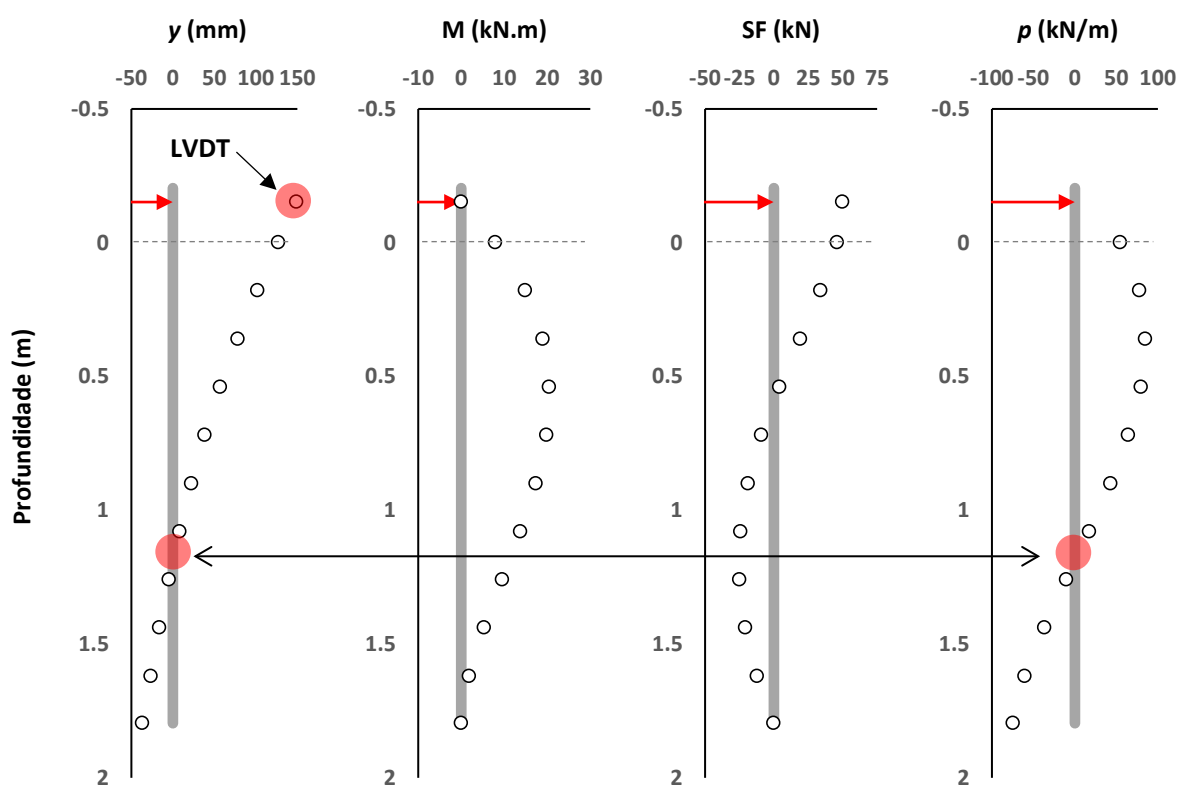 y (mm)
M (kN.m)
SF (kN)
p (kN/m)
-50 0 50 100 150
-10 0 10 20 30
-50 -25 0 25 50 75
-100 -50 0 50 100
-0.5 -0.5 -0.5 -0.5
LVDT
0 0 0 0
0.5 0.5 0.5 0.5
Profundidade (m)
1 1 1 1
1.5 1.5 1.5 1.5
2 2 2 2